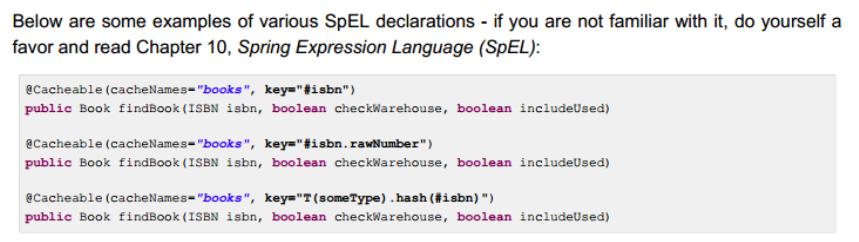 Below are some examples of various SpEL declarations - if you are not familiar with it, do yourself a
favor and read Chapter 10, Spring Expression Language (SpEL):
@Cacheable(cacheNames="books", key="#isbn")
public Book findBook(ISBN isbn, boolean checkWarehouse, boolean includeUsed)
@Cacheable(cacheNames="books", key="#isbn.rawNumber")
public Book findBook(ISBN isbn, boolean checkWarehouse, boolean includeUsed)
@Cacheable(cacheNames="books", key="T(someType).hash(#isbn)")
public Book findBook(ISBN isbn, boolean checkWarehouse, boolean includeUsed)